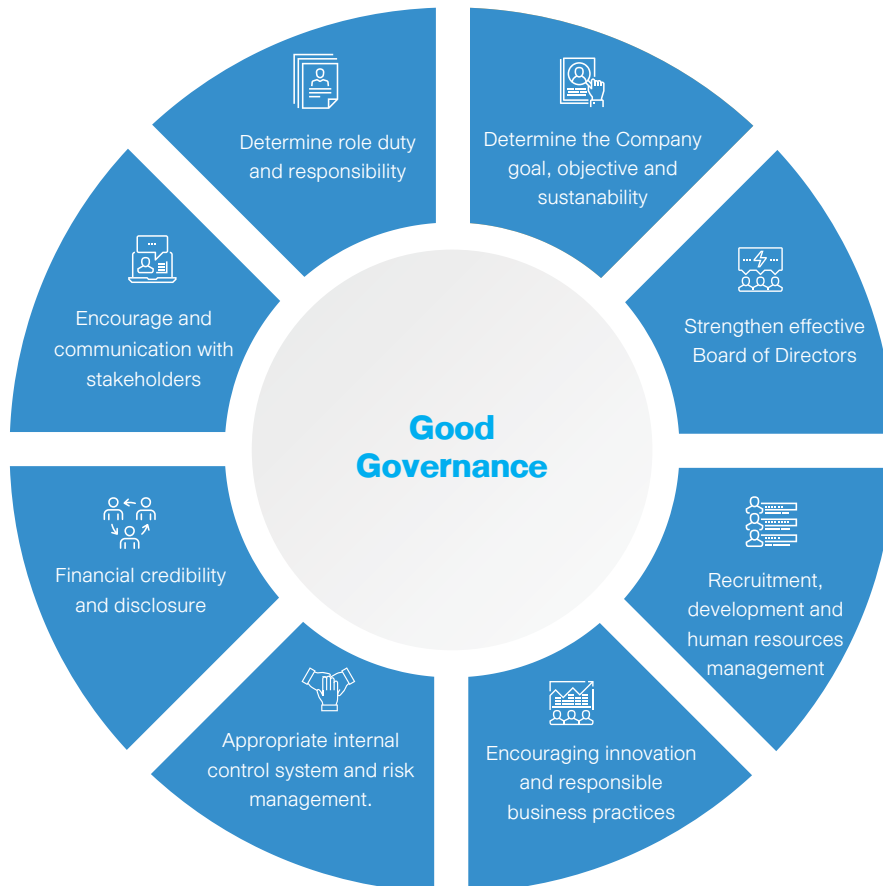 Determine role duty
and responsibility
Determine the Company
goal, objective and
sustanability
Encourage and
communication with
stakeholders
Strengthen effective
Board of Directors
Good
Governance
Financial credibility
and disclosure
Recruitment,
development and
human resources
management
Appropriate internal
control system and risk
management.
Encouraging innovation
and responsible
business practices